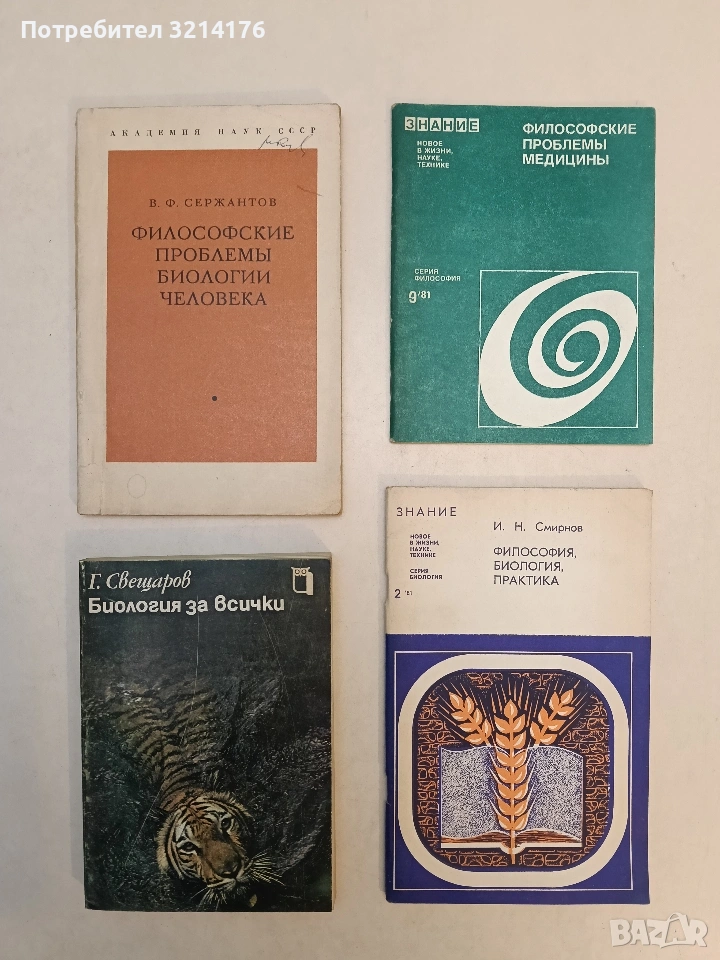 Потребител 3214176
АКАДЕМИЯ НАУК СССР
В. Ф. СЕРЖАНТОВ
ФИЛОСОФСКИЕ
ПРОБЛЕМЫ
БИОЛОГИИ
ЧЕЛОВЕКА
ЗНАНИЕ
НОВОЕ
В ЖИЗНИ,
НАУКЕ,
ТЕХНИКЕ
ФИЛОСОФСКИЕ
ПРОБЛЕМЫ
МЕДИЦИНЫ
СЕРИЯ
ФИЛОСОФИЯ
9'81
Г. Свещаров
Биология за всички
ЗНАНИЕ
НОВОЕ
В ЖИЗНИ,
НАУКЕ,
ТЕХНИКЕ
СЕРИЯ
БИОЛОГИЯ
2'81
И. Н. Смирнов
ФИЛОСОФИЯ,
БИОЛОГИЯ,
ПРАКТИКА
BAZAR